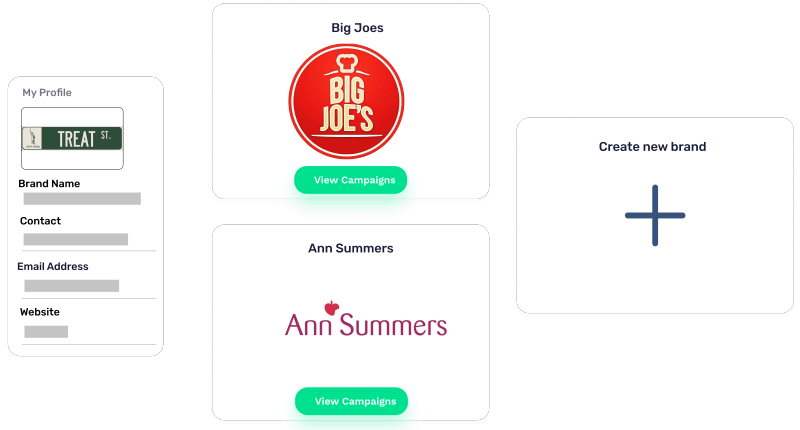 My Profile
TREAT ST.
Brand Name
Contact
Email Address
Website
Big Joes
BIG
JOE'S
View Campaigns
Ann Summers
Ann Summers
View Campaigns
Create new brand